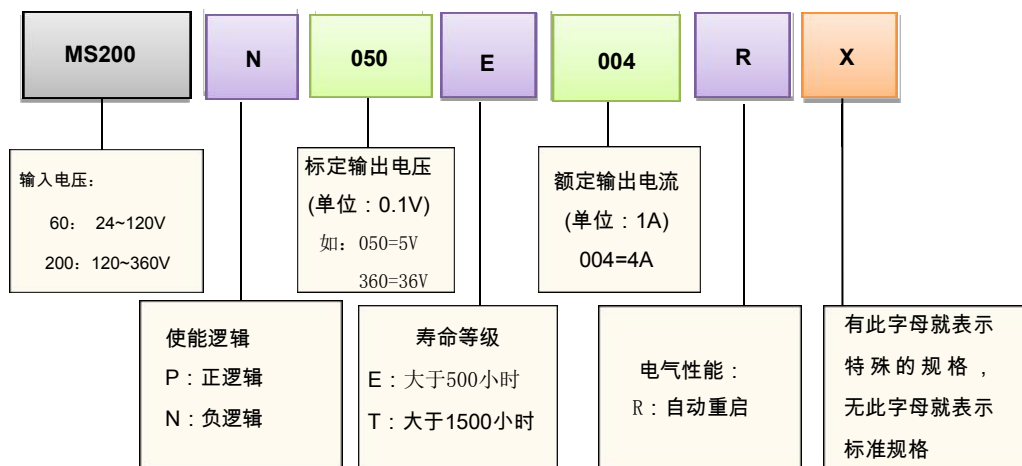 MS200
N
050
E
004
R
X
输入电压：
60： 24~120V
200：120~360V
标定输出电压
(单位：0.1V)
如：050=5V
360=36V
额定输出电流
(单位：1A)
004=4A
使能逻辑
P：正逻辑
N：负逻辑
寿命等级
E：大于500小时
T：大于1500小时
电气性能：
R：自动重启
有此字母就表示
特殊的规格，
无此字母就表示
标准规格